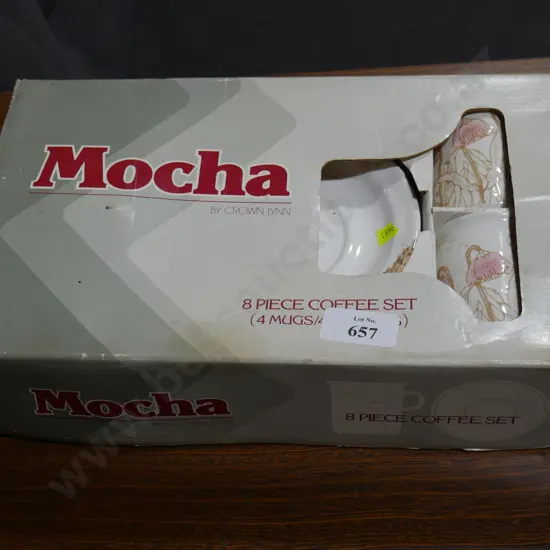 Mocha
BY CROWN LYNN
1890
8 PIECE COFFEE SET
Lot No.
(4 MUGS/4
657
Mocha
8 PIECE COFFEE SET